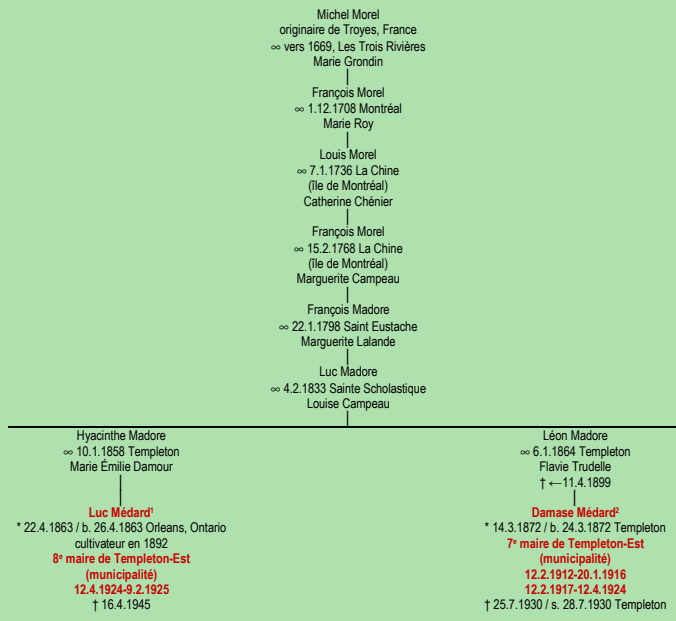 Michel Morel
originaire de Troyes, France
∞ vers 1669, Les Trois Rivières
Marie Grondin
François Morel
∞ 1.12.1708 Montréal
Marie Roy
Louis Morel
∞ 7.1.1736 La Chine
(île de Montréal)
Catherine Chénier
François Morel
∞ 15.2.1768 La Chine
(île de Montréal)
Marguerite Campeau
François Madore
∞ 22.1.1798 Saint Eustache
Marguerite Lalande
Luc Madore
∞ 4.2.1833 Sainte Scholastique
Louise Campeau
Hyacinthe Madore
∞ 10.1.1858 Templeton
Marie Émilie Damour
Luc Médard¹
* 22.4.1863 / b. 26.4.1863 Orleans, Ontario
cultivateur en 1892
8ᵉ maire de Templeton-Est
(municipalité)
12.4.1924-9.2.1925
† 16.4.1945
Léon Madore
∞ 6.1.1864 Templeton
Flavie Trudelle
† ←11.4.1899
Damase Médard²
* 14.3.1872 / b. 24.3.1872 Templeton
7ᵉ maire de Templeton-Est
(municipalité)
12.2.1912-20.1.1916
12.2.1917-12.4.1924
† 25.7.1930 / s. 28.7.1930 Templeton